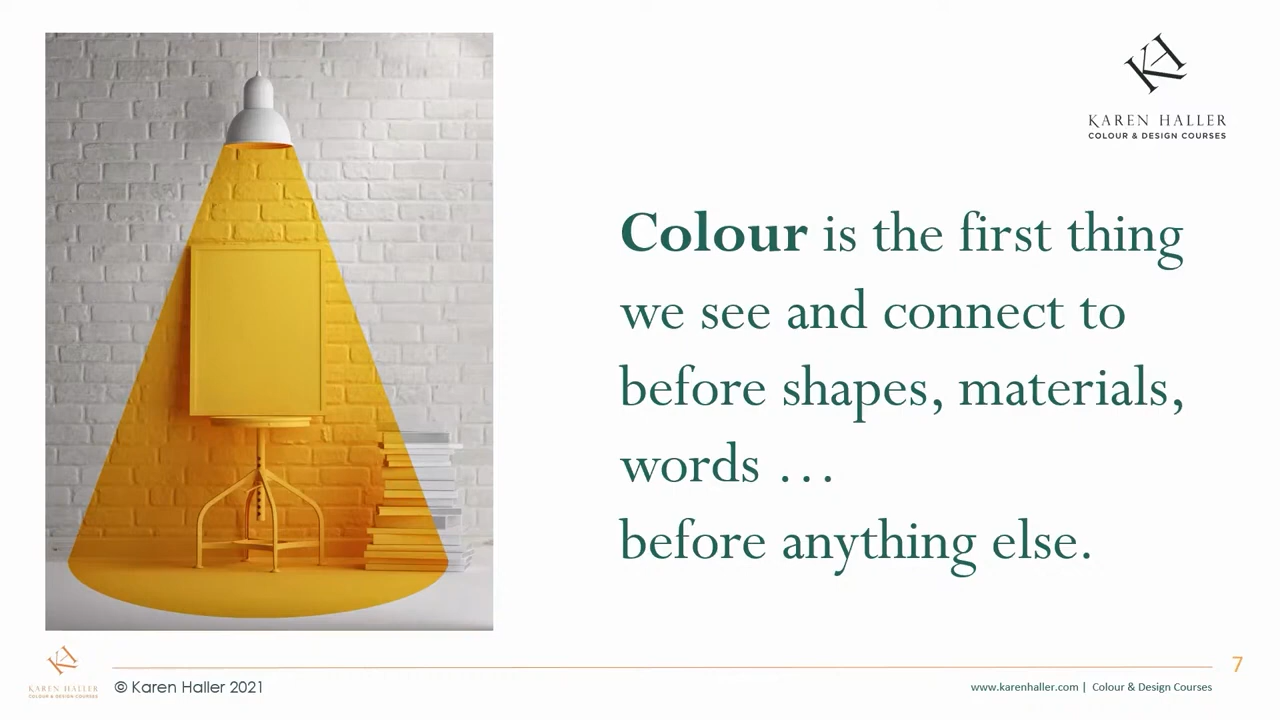 KAREN HALLER
COLOUR & DESIGN COURSES
Colour is the first thing
we see and connect to
before shapes, materials,
words ...
before anything else.
KAREN HALLER
COLOUR & DESIGN COURSES
© Karen Haller 2021
www.karenhaller.com | Colour & Design Courses
7